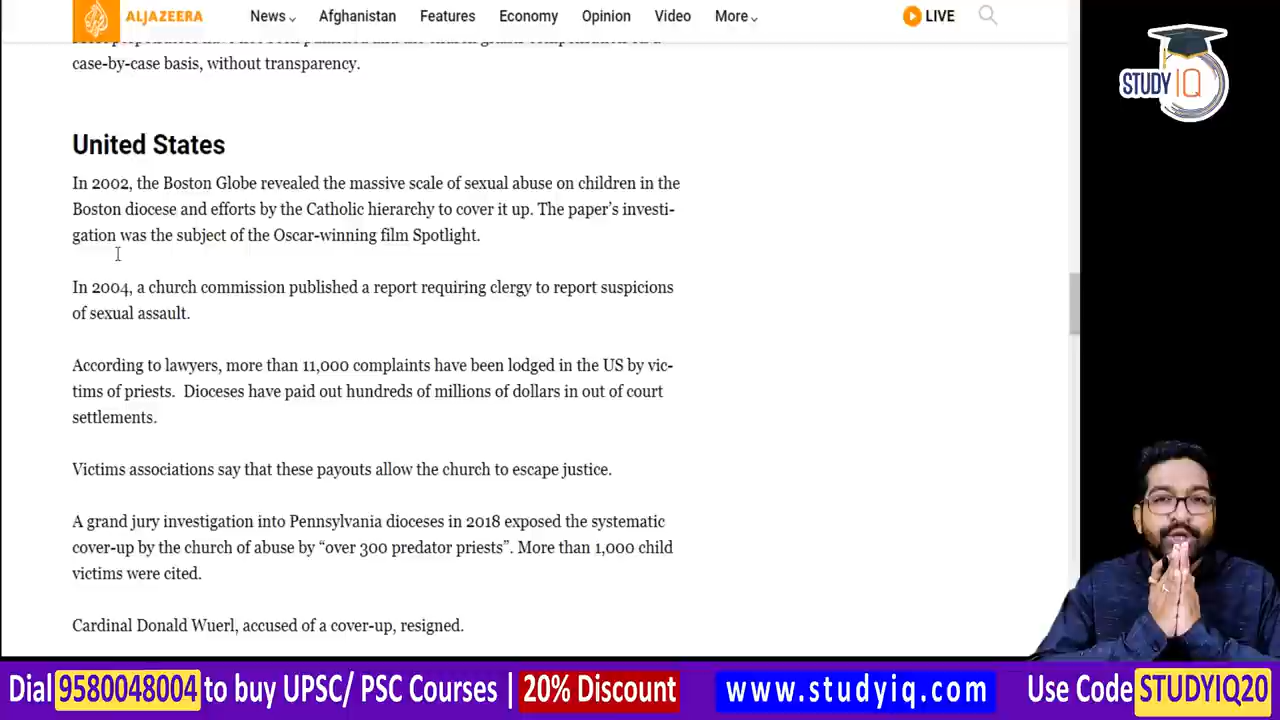 ALJAZEERA
News Afghanistan Features Economy Opinion Video More LIVE
case-by-case basis, without transparency.
STUDY IQ
United States
In 2002, the Boston Globe revealed the massive scale of sexual abuse on children in the
Boston diocese and efforts by the Catholic hierarchy to cover it up. The paper's investi-
gation was the subject of the Oscar-winning film Spotlight.
In 2004, a church commission published a report requiring clergy to report suspicions
of sexual assault.
According to lawyers, more than 11,000 complaints have been lodged in the US by vic-
tims of priests. Dioceses have paid out hundreds of millions of dollars in out of court
settlements.
Victims associations say that these payouts allow the church to escape justice.
A grand jury investigation into Pennsylvania dioceses in 2018 exposed the systematic
cover-up by the church of abuse by “over 300 predator priests”. More than 1,000 child
victims were cited.
Cardinal Donald Wuerl, accused of a cover-up, resigned.
Dial 9580048004 to buy UPSC/ PSC Courses | 20% Discount www.studyiq.com Use Code STUDYIQ20